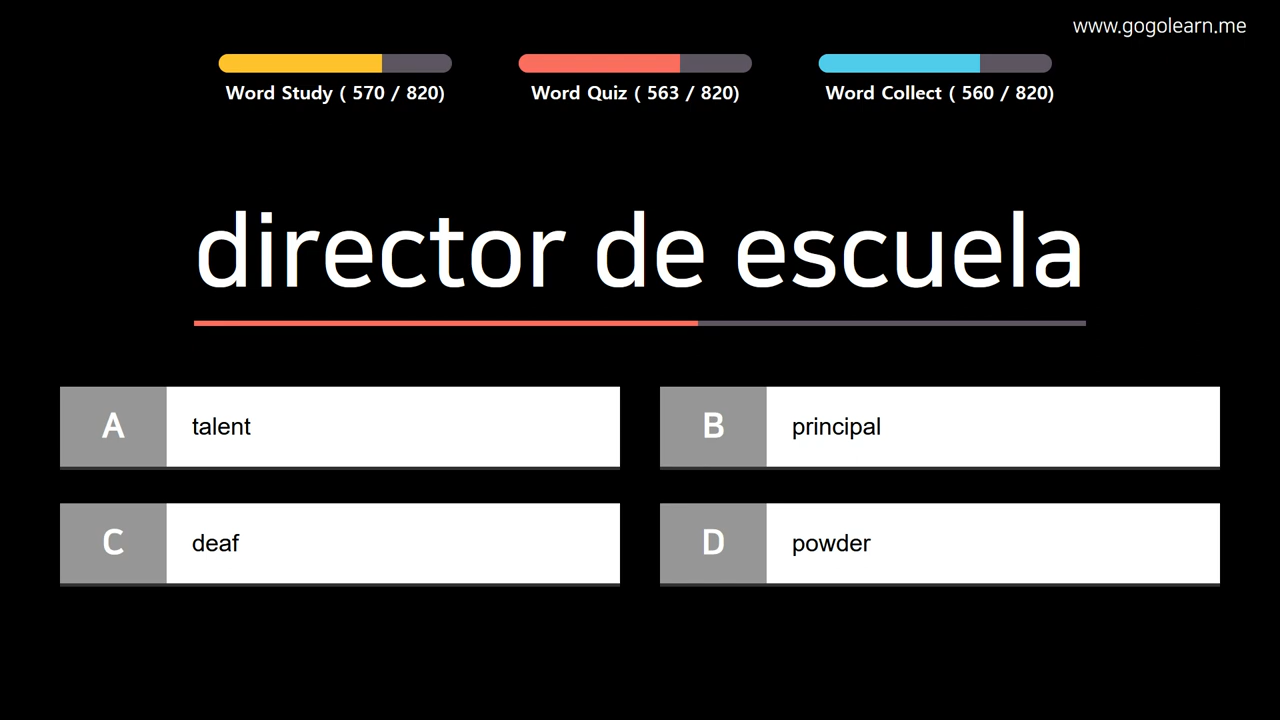 www.gogolearn.me
Word Study ( 570 / 820)
Word Quiz ( 563 / 820)
Word Collect ( 560 / 820)
director de escuela
A talent
B principal
C deaf
D powder